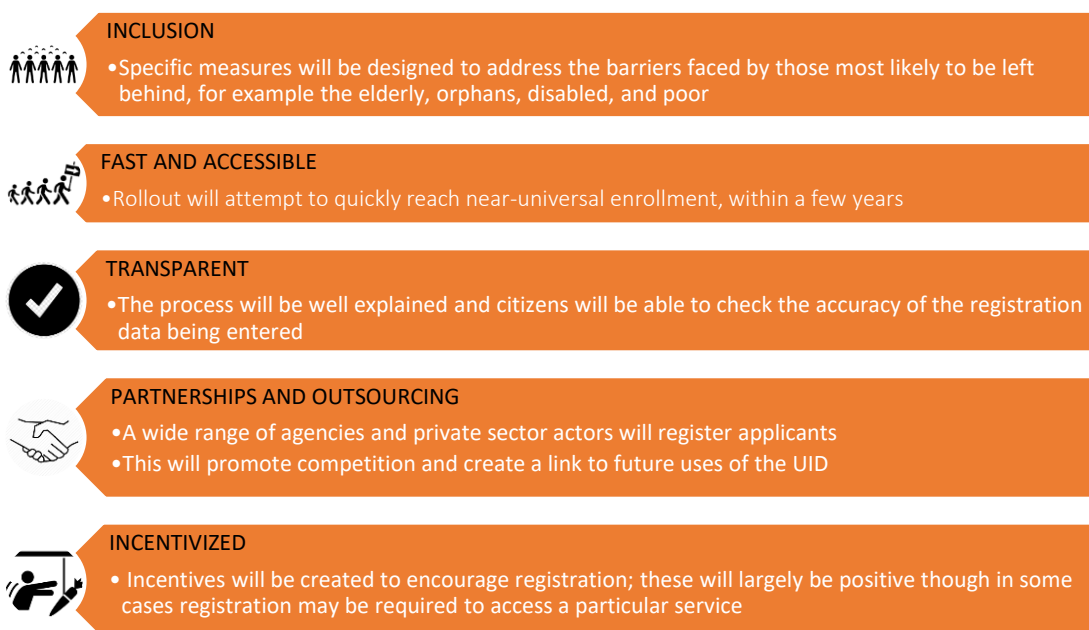 INCLUSION
•Specific measures will be designed to address the barriers faced by those most likely to be left
behind, for example the elderly, orphans, disabled, and poor
FAST AND ACCESSIBLE
•Rollout will attempt to quickly reach near-universal enrollment, within a few years
TRANSPARENT
•The process will be well explained and citizens will be able to check the accuracy of the registration
data being entered
PARTNERSHIPS AND OUTSOURCING
•A wide range of agencies and private sector actors will register applicants
•This will promote competition and create a link to future uses of the UID
INCENTIVIZED
• Incentives will be created to encourage registration; these will largely be positive though in some
cases registration may be required to access a particular service